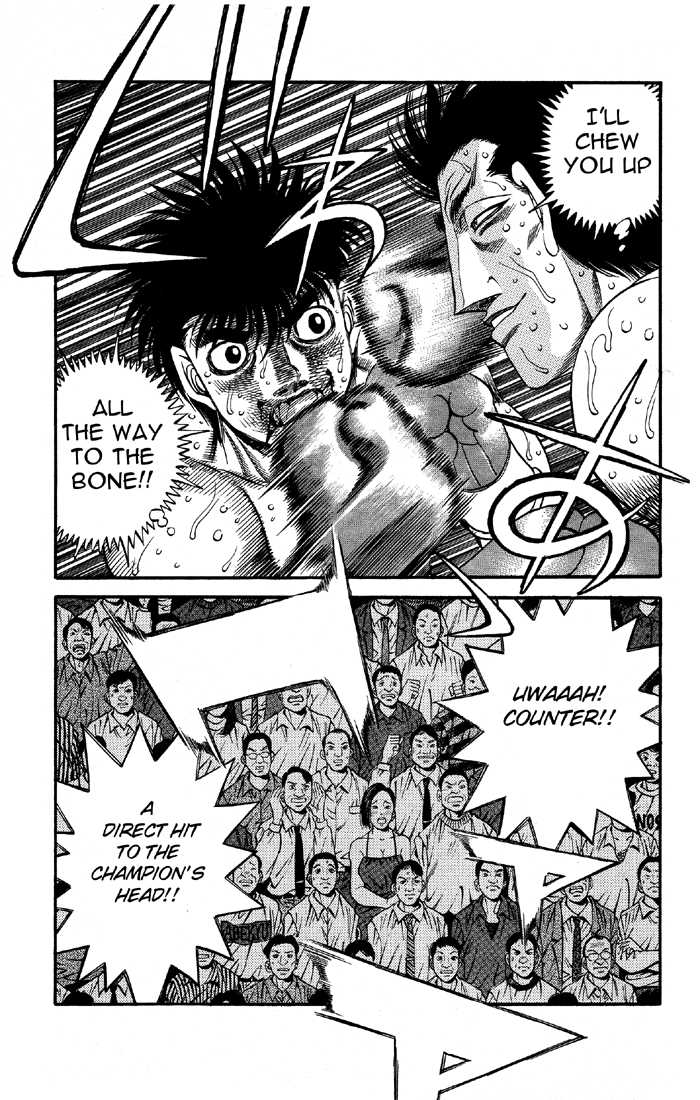 I'LL
CHEW
YOU UP
ALL
THE WAY
TO THE
BONE!!
UWAAAH!
COUNTER!!
A
DIRECT HIT
TO THE
CHAMPION'S
HEAD!!